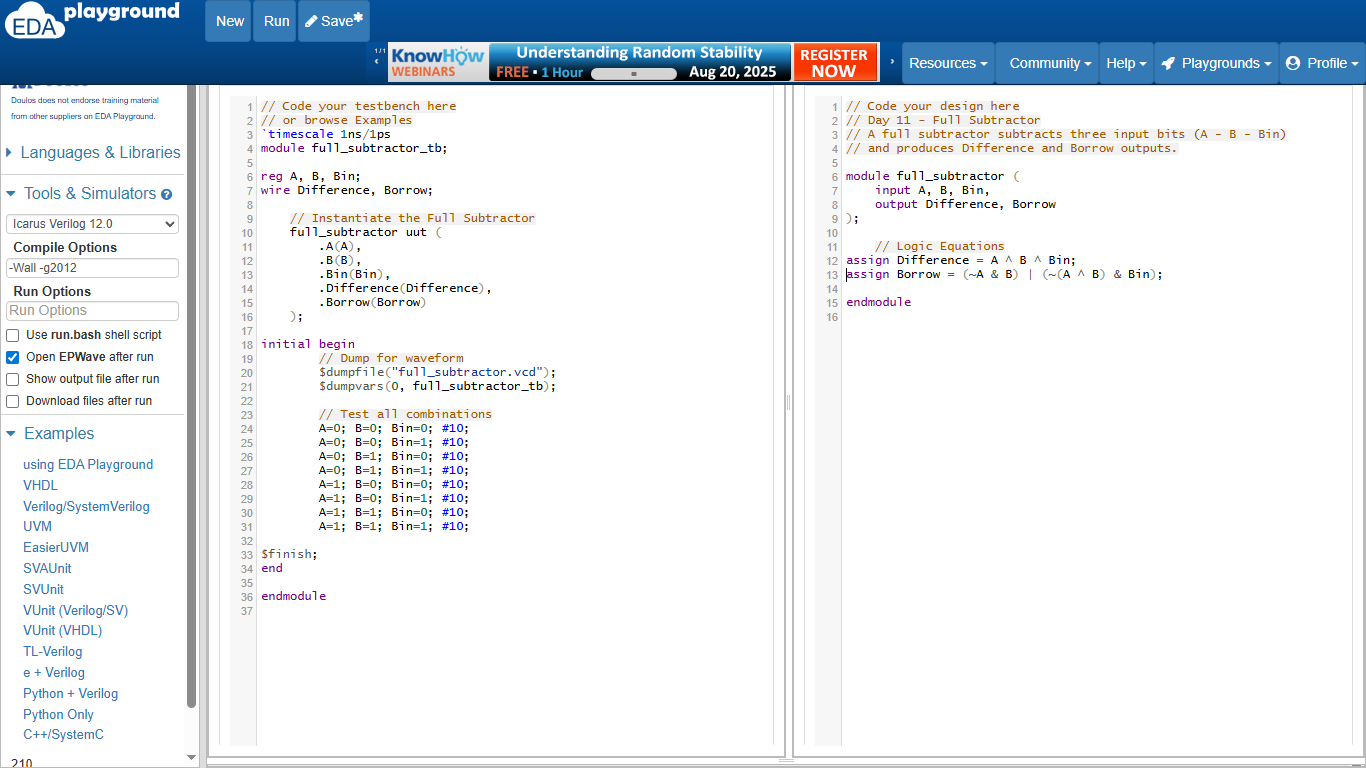 EDA playground
New Run Save*
1/1
KnowHow WEBINARS
Understanding Random Stability
FREE • 1 Hour Aug 20, 2025
REGISTER NOW
Resources Community Help Playgrounds Profile
Doulos does not endorse training material
from other suppliers on EDA Playground.
Languages & Libraries
Tools & Simulators
Icarus Verilog 12.0
Compile Options
-Wall -g2012
Run Options
Run Options
Use run.bash shell script
Open EPWave after run
Show output file after run
Download files after run
Examples
using EDA Playground
VHDL
Verilog/SystemVerilog
UVM
EasierUVM
SVAUnit
SVUnit
VUnit (Verilog/SV)
VUnit (VHDL)
TL-Verilog
e + Verilog
Python + Verilog
Python Only
C++/SystemC
210
1 // Code your testbench here
2 // or browse Examples
3 `timescale 1ns/1ps
4 module full_subtractor_tb;
5
6 reg A, B, Bin;
7 wire Difference, Borrow;
8
9 // Instantiate the Full Subtractor
10 full_subtractor uut (
11 .A(A),
12 .B(B),
13 .Bin(Bin),
14 .Difference(Difference),
15 .Borrow(Borrow)
16 );
17
18 initial begin
19 // Dump for waveform
20 $dumpfile("full_subtractor.vcd");
21 $dumpvars(0, full_subtractor_tb);
22
23 // Test all combinations
24 A=0; B=0; Bin=0; #10;
25 A=0; B=0; Bin=1; #10;
26 A=0; B=1; Bin=0; #10;
27 A=0; B=1; Bin=1; #10;
28 A=1; B=0; Bin=0; #10;
29 A=1; B=0; Bin=1; #10;
30 A=1; B=1; Bin=0; #10;
31 A=1; B=1; Bin=1; #10;
32
33 $finish;
34 end
35
36 endmodule
37
1 // Code your design here
2 // Day 11 - Full Subtractor
3 // A full subtractor subtracts three input bits (A - B - Bin)
4 // and produces Difference and Borrow outputs.
5
6 module full_subtractor (
7 input A, B, Bin,
8 output Difference, Borrow
9 );
10
11 // Logic Equations
12 assign Difference = A ^ B ^ Bin;
13 assign Borrow = (~A & B) | (~(A ^ B) & Bin);
14
15 endmodule
16